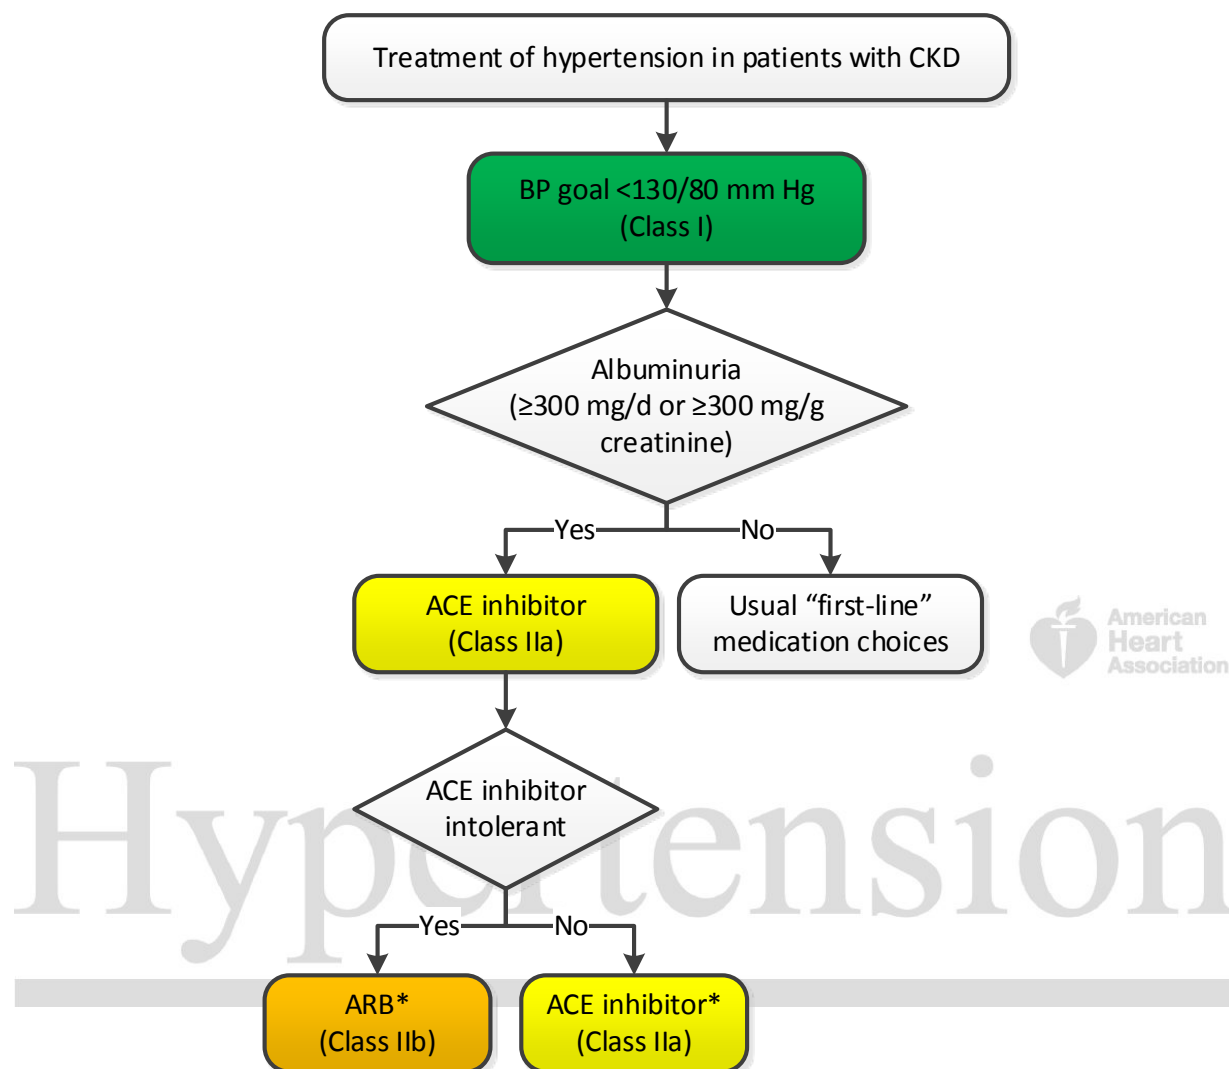 Treatment of hypertension in patients with CKD
BP goal <130/80 mm Hg
(Class I)
Albuminuria
(≥300 mg/d or ≥300 mg/g
creatinine)
Yes
No
ACE inhibitor
(Class IIa)
Usual “first-line”
medication choices
American
Heart
Association
Hypertension
ACE inhibitor
intolerant
Yes
No
ARB*
(Class IIb)
ACE inhibitor*
(Class IIa)